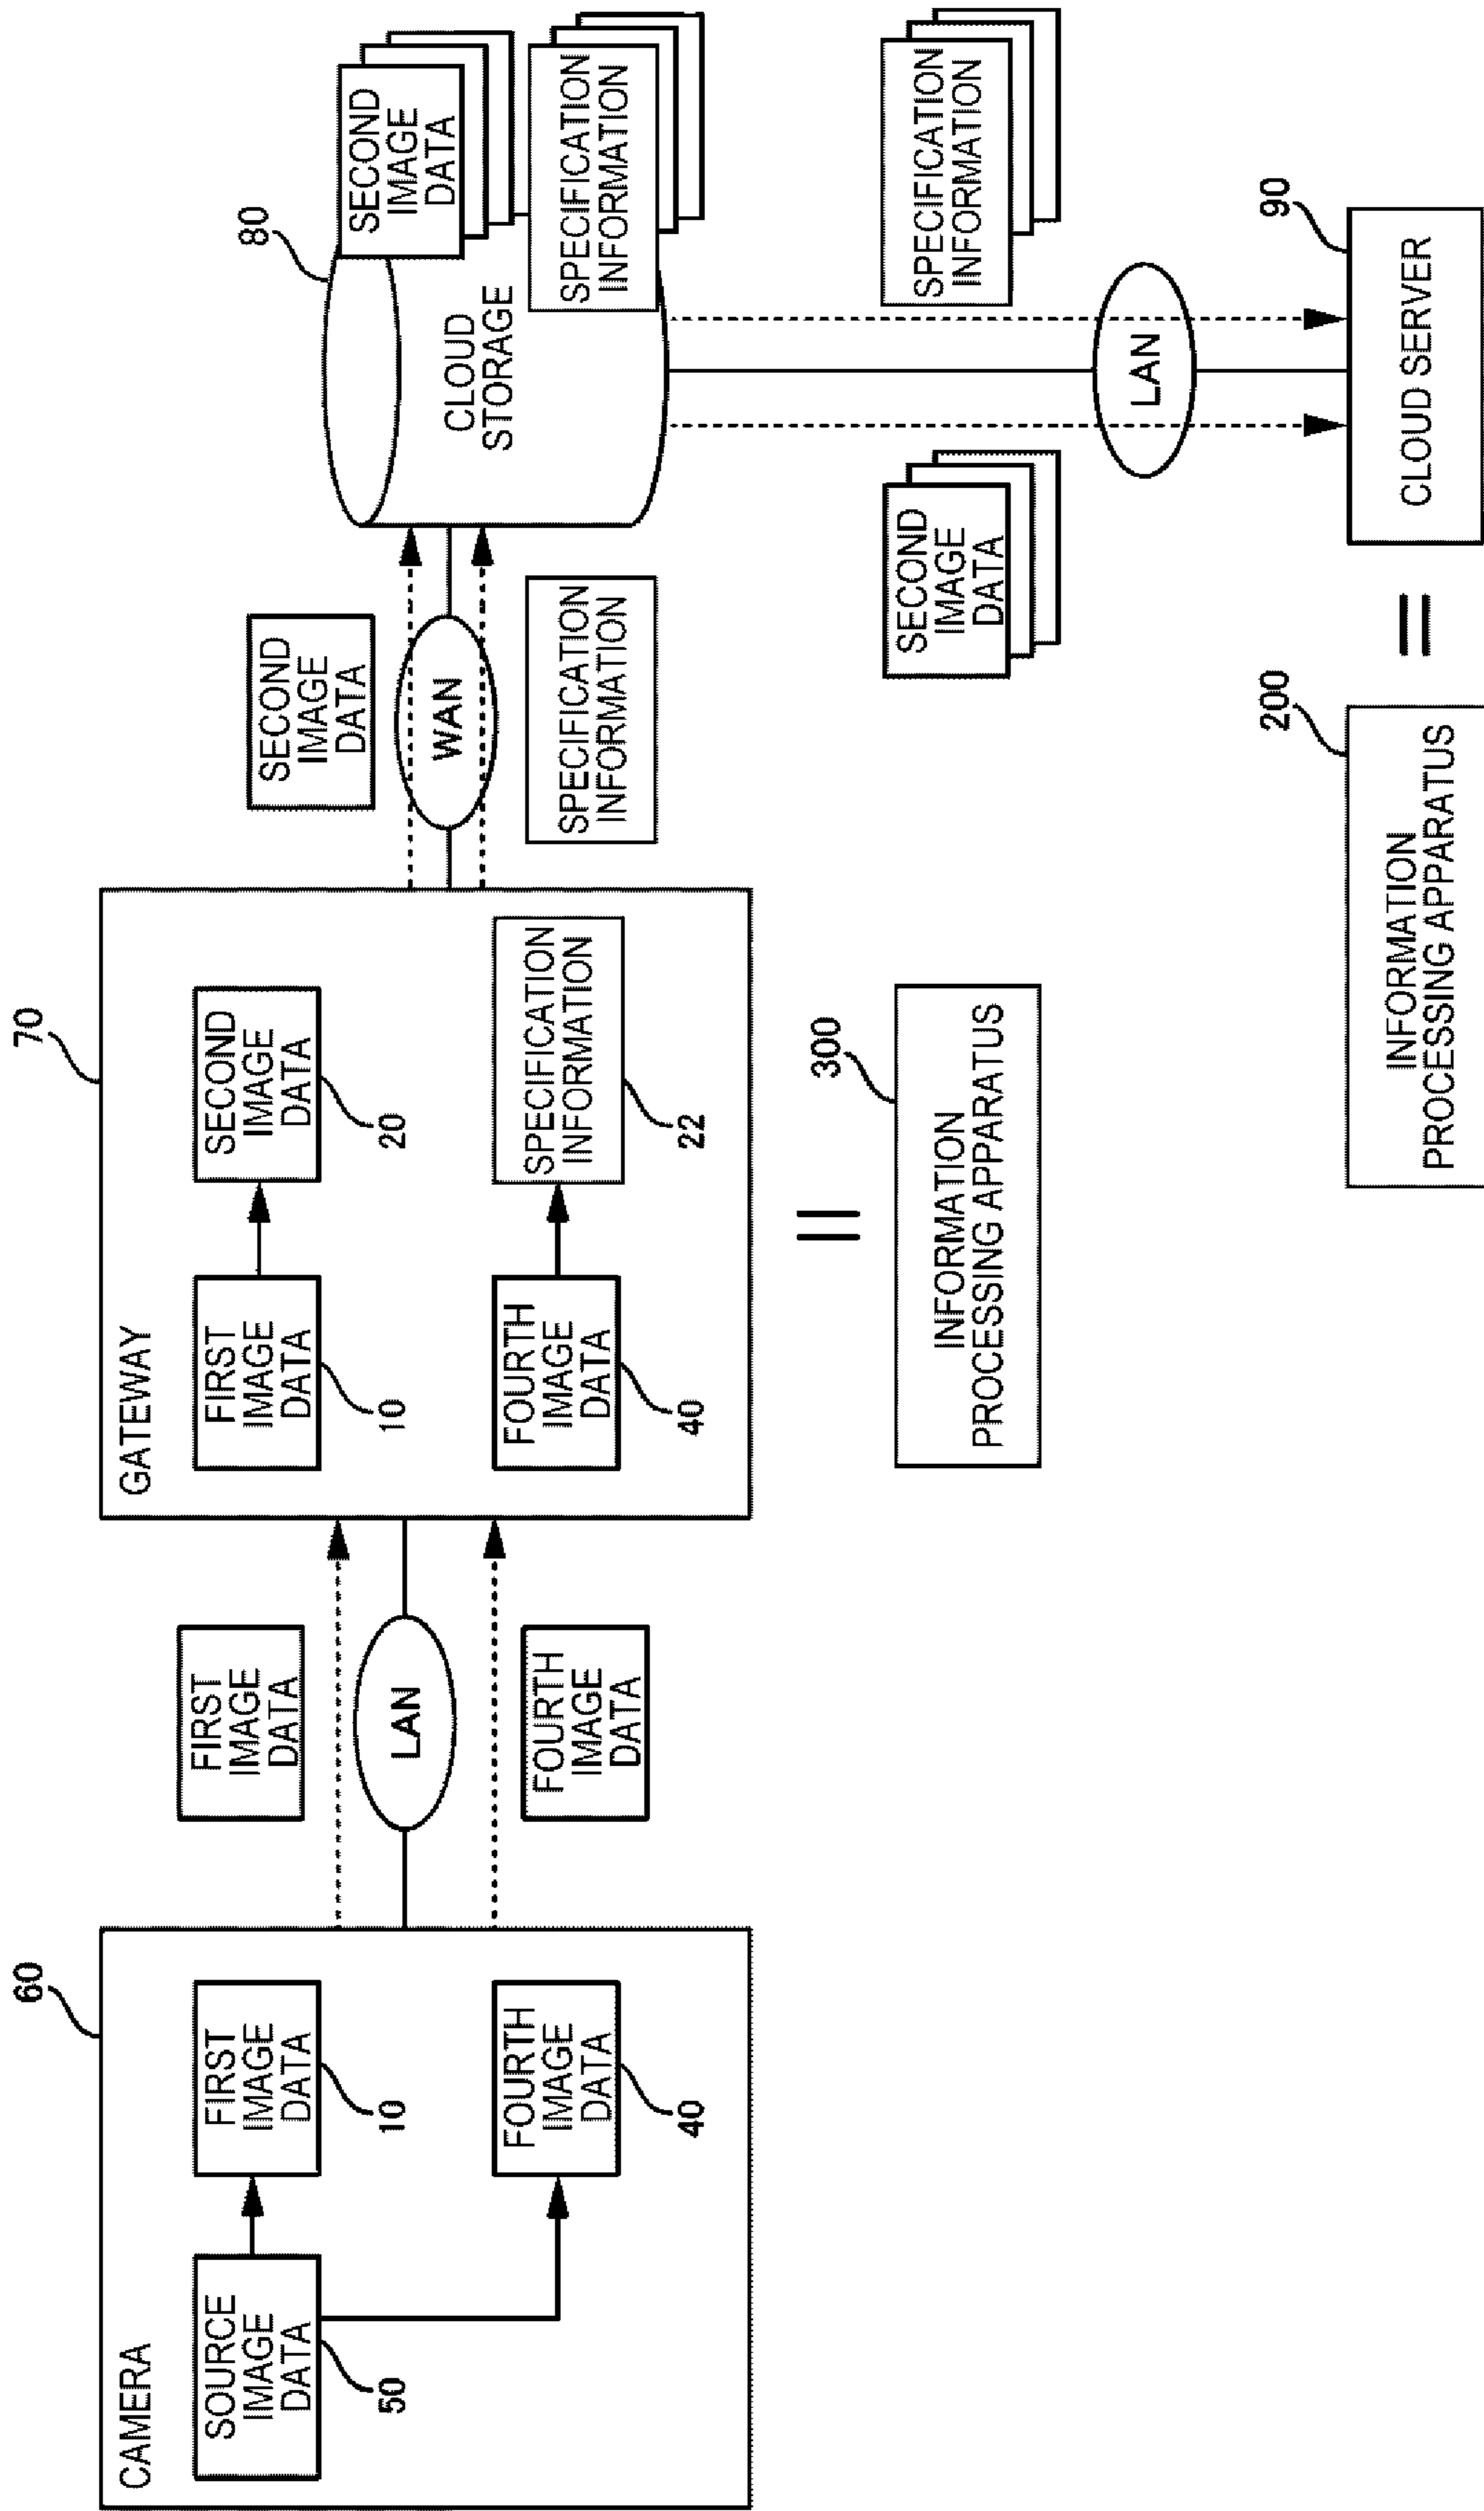 60
CAMERA
SOURCE
IMAGE
DATA
50
FIRST
IMAGE
DATA
10
FOURTH
IMAGE
DATA
40
FIRST
IMAGE
DATA
LAN
FOURTH
IMAGE
DATA
70
GATEWAY
FIRST
IMAGE
DATA
10
SECOND
IMAGE
DATA
20
FOURTH
IMAGE
DATA
40
SPECIFICATION
INFORMATION
22
300
INFORMATION
PROCESSING APPARATUS
SECOND
IMAGE
DATA
WAN
SPECIFICATION
INFORMATION
80
CLOUD
STORAGE
SECOND
IMAGE
DATA
SPECIFICATION
INFORMATION
SECOND
IMAGE
DATA
SPECIFICATION
INFORMATION
LAN
200
INFORMATION
PROCESSING APPARATUS
=
90
CLOUD SERVER
=